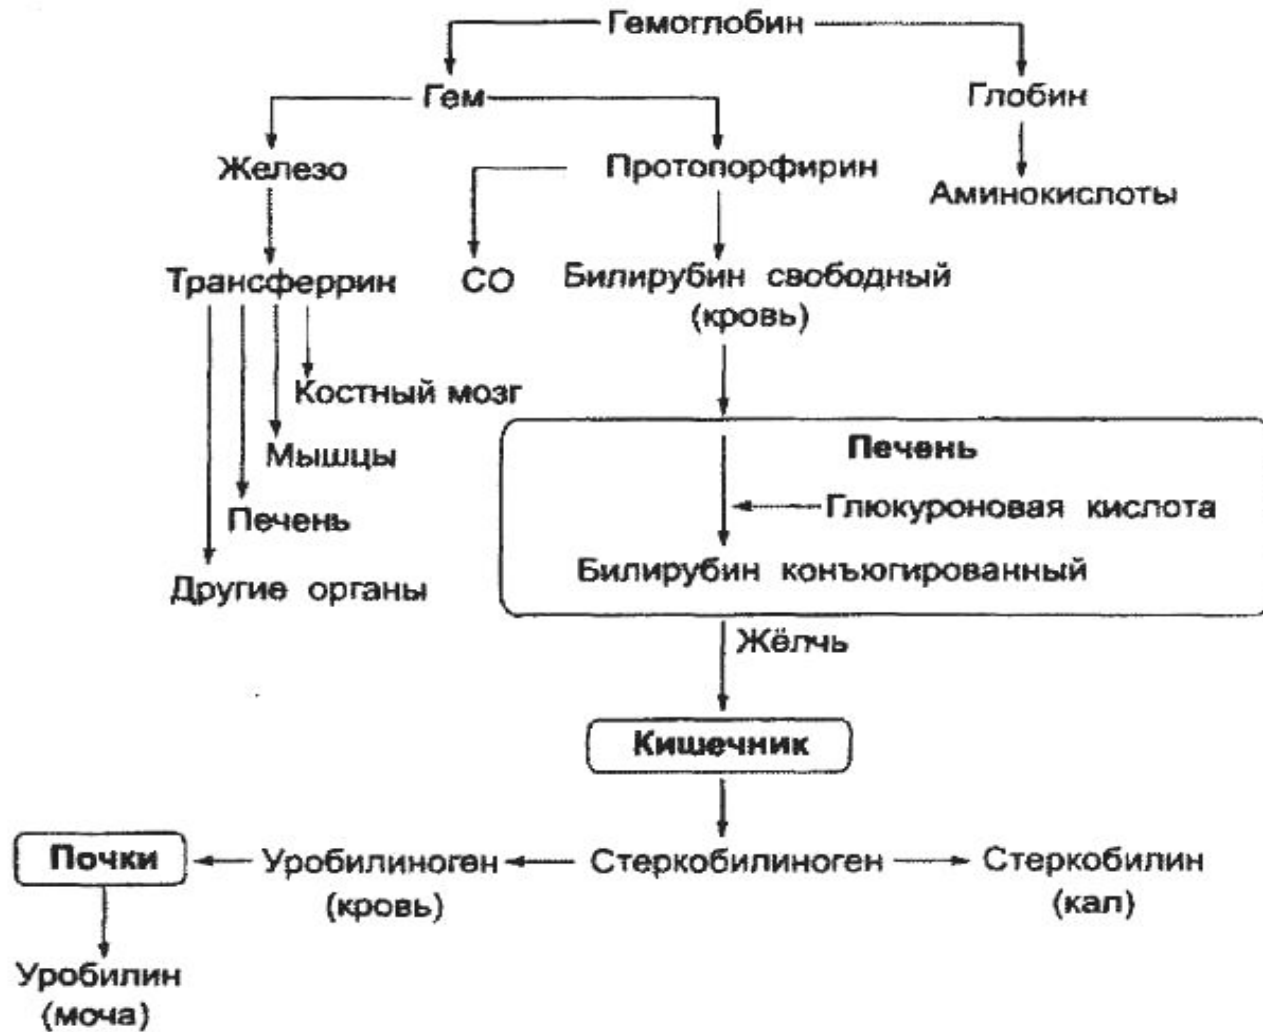 Гемоглобин
Гем
Глобин
Железо
Протопорфирин
Аминокислоты
Трансферрин
СО
Билирубин свободный
(кровь)
Костный мозг
Мышцы
Печень
Другие органы
Печень
Глюкуроновая кислота
Билирубин конъюгированный
Жёлчь
Кишечник
Почки
Уробилиноген
(кровь)
Стеркобилиноген
Стеркобилин
(кал)
Уробилин
(моча)